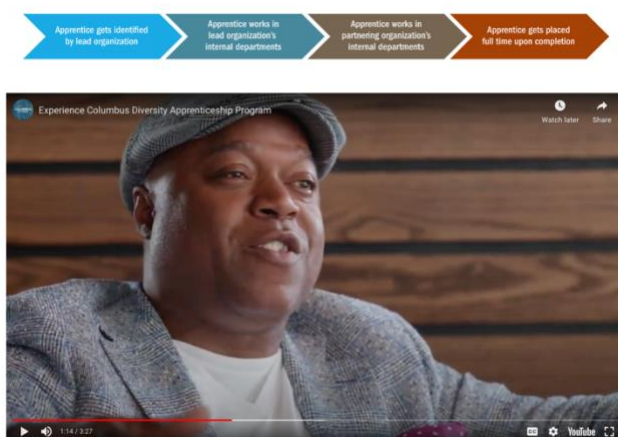 Apprentice gets identified
by lead organization
Apprentice works in
lead organization's
internal departments
Apprentice works in
partnering organization's
internal departments
Apprentice gets placed
full time upon completion
Experience Columbus Diversity Apprenticeship Program
Watch later
Share
1:14 / 3:27
CC
YouTube